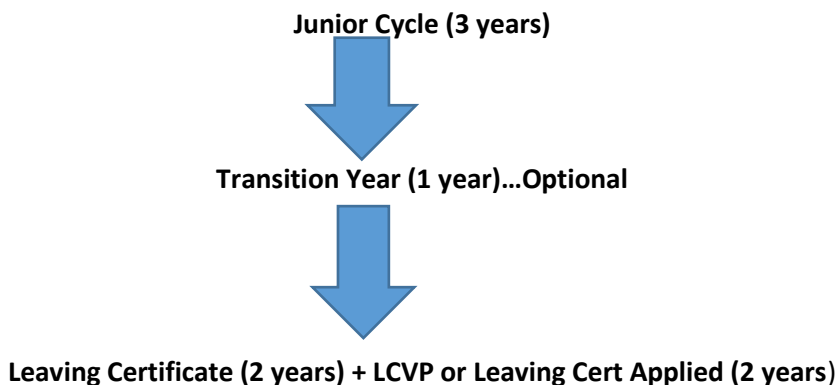 Junior Cycle (3 years)
Transition Year (1 year)…Optional
Leaving Certificate (2 years) + LCVP or Leaving Cert Applied (2 years)